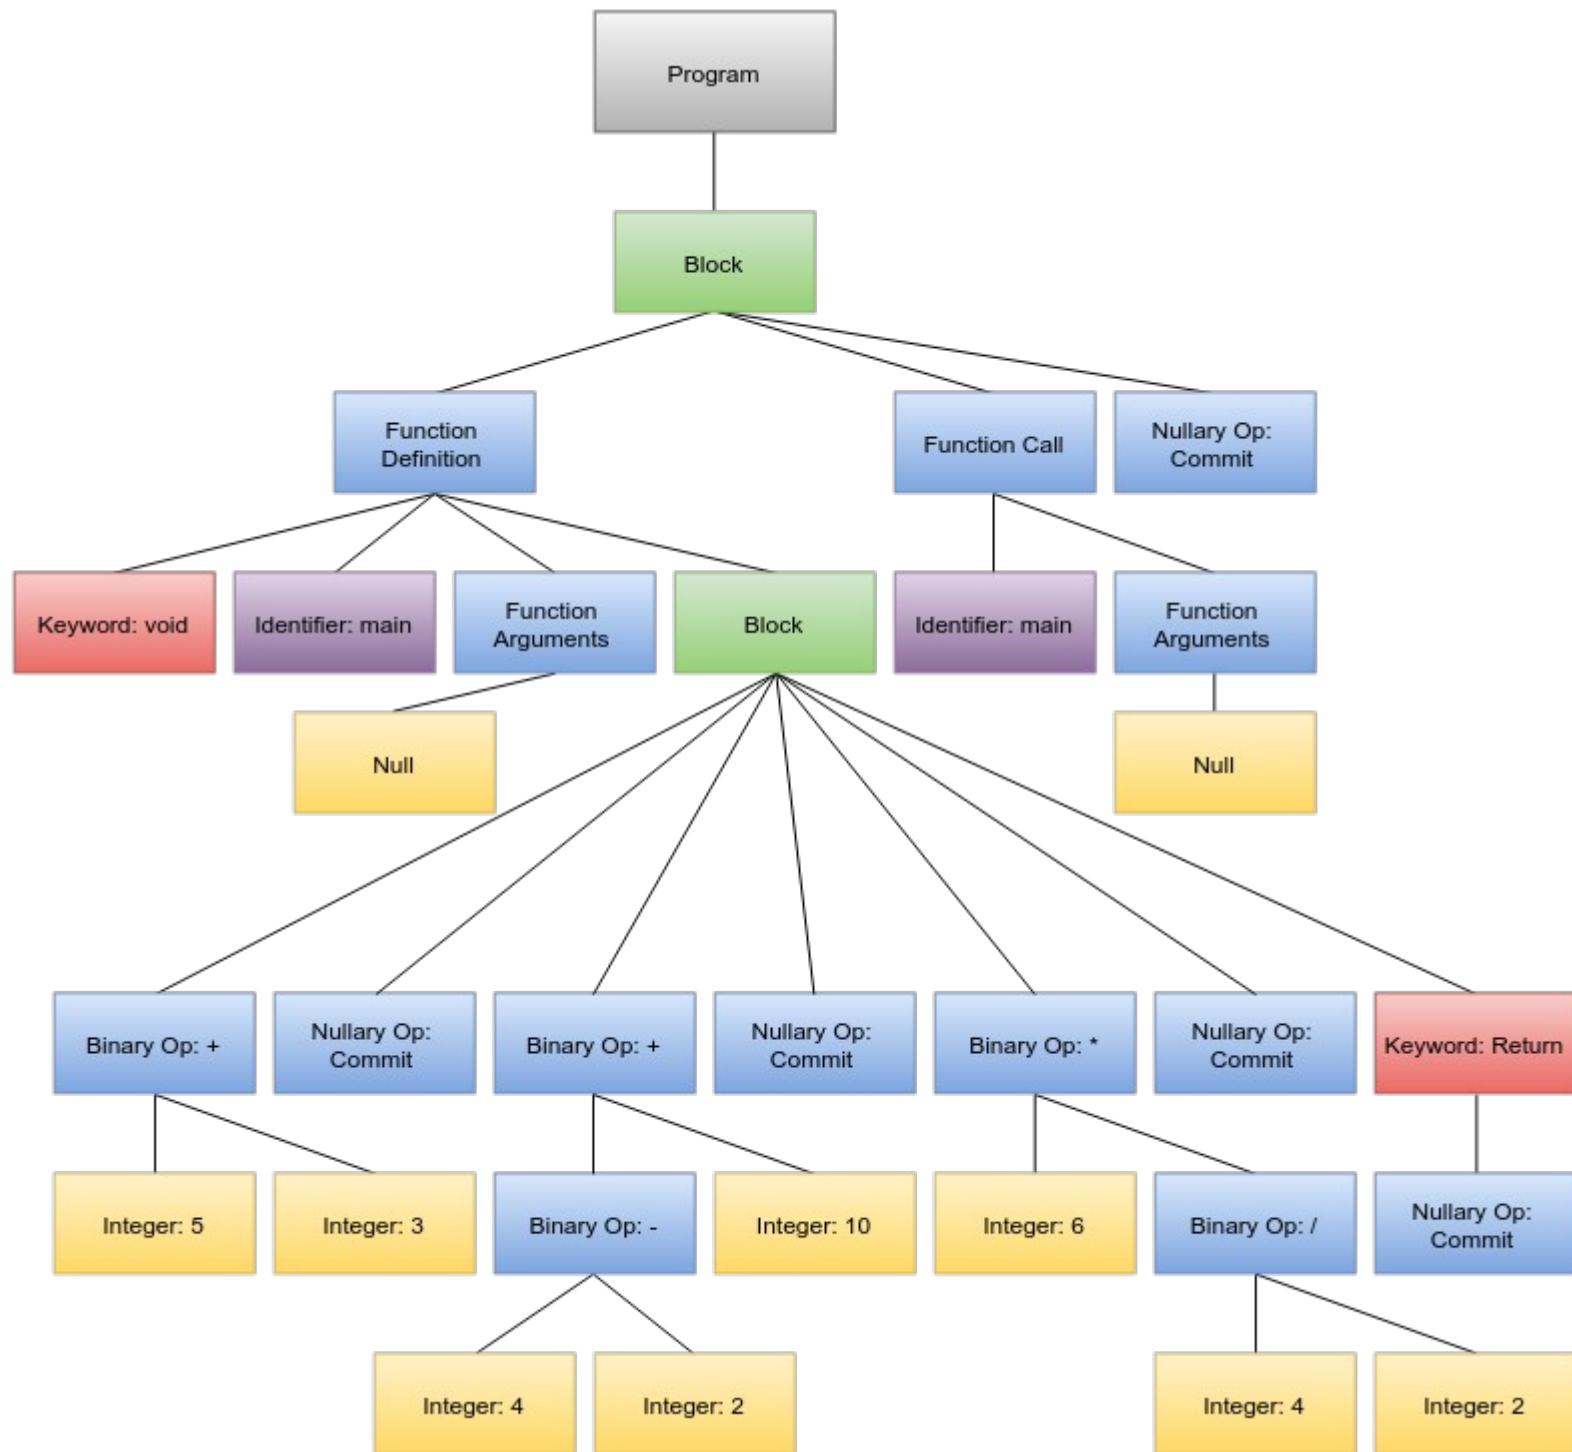 Program
Block
Function
Definition
Function Call
Nullary Op:
Commit
Keyword: void
Identifier: main
Function
Arguments
Block
Identifier: main
Function
Arguments
Null
Null
Binary Op: +
Nullary Op:
Commit
Binary Op: +
Nullary Op:
Commit
Binary Op: *
Nullary Op:
Commit
Keyword: Return
Integer: 5
Integer: 3
Binary Op: -
Integer: 10
Integer: 6
Binary Op: /
Nullary Op:
Commit
Integer: 4
Integer: 2
Integer: 4
Integer: 2